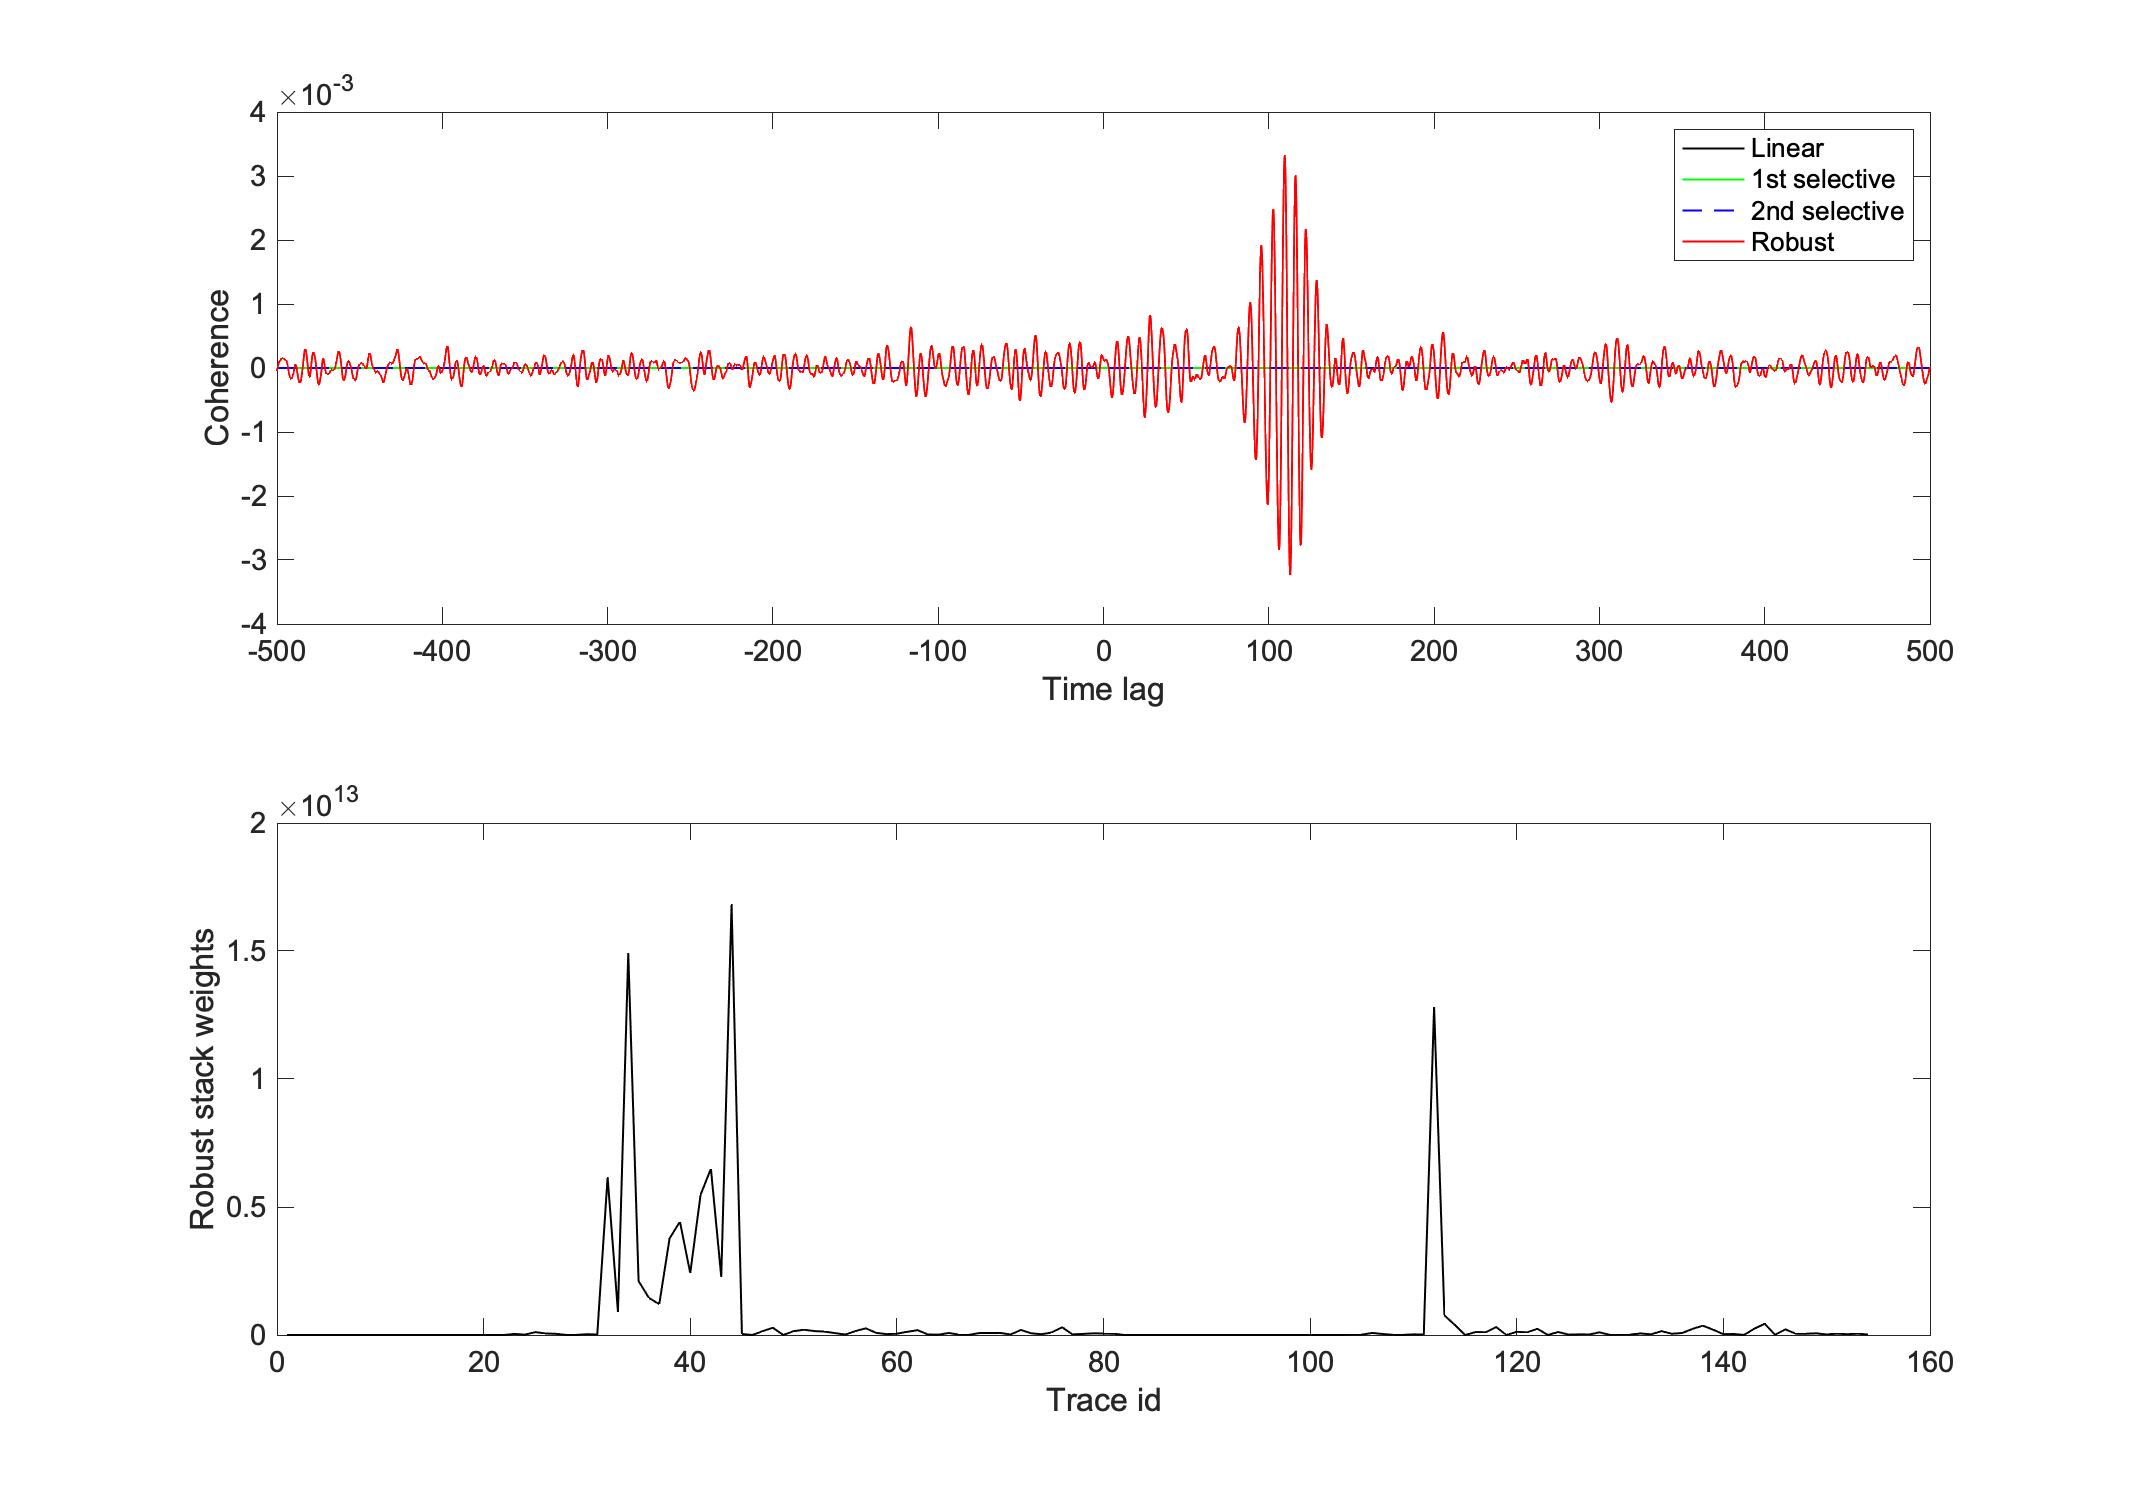 ×10-3
4
3
2
1
0
-1
-2
-3
-4
Coherence
-500 -400 -300 -200 -100 0 100 200 300 400 500
Time lag
Linear
1st selective
2nd selective
Robust
×1013
2
1.5
1
0.5
0
Robust stack weights
0 20 40 60 80 100 120 140 160
Trace id